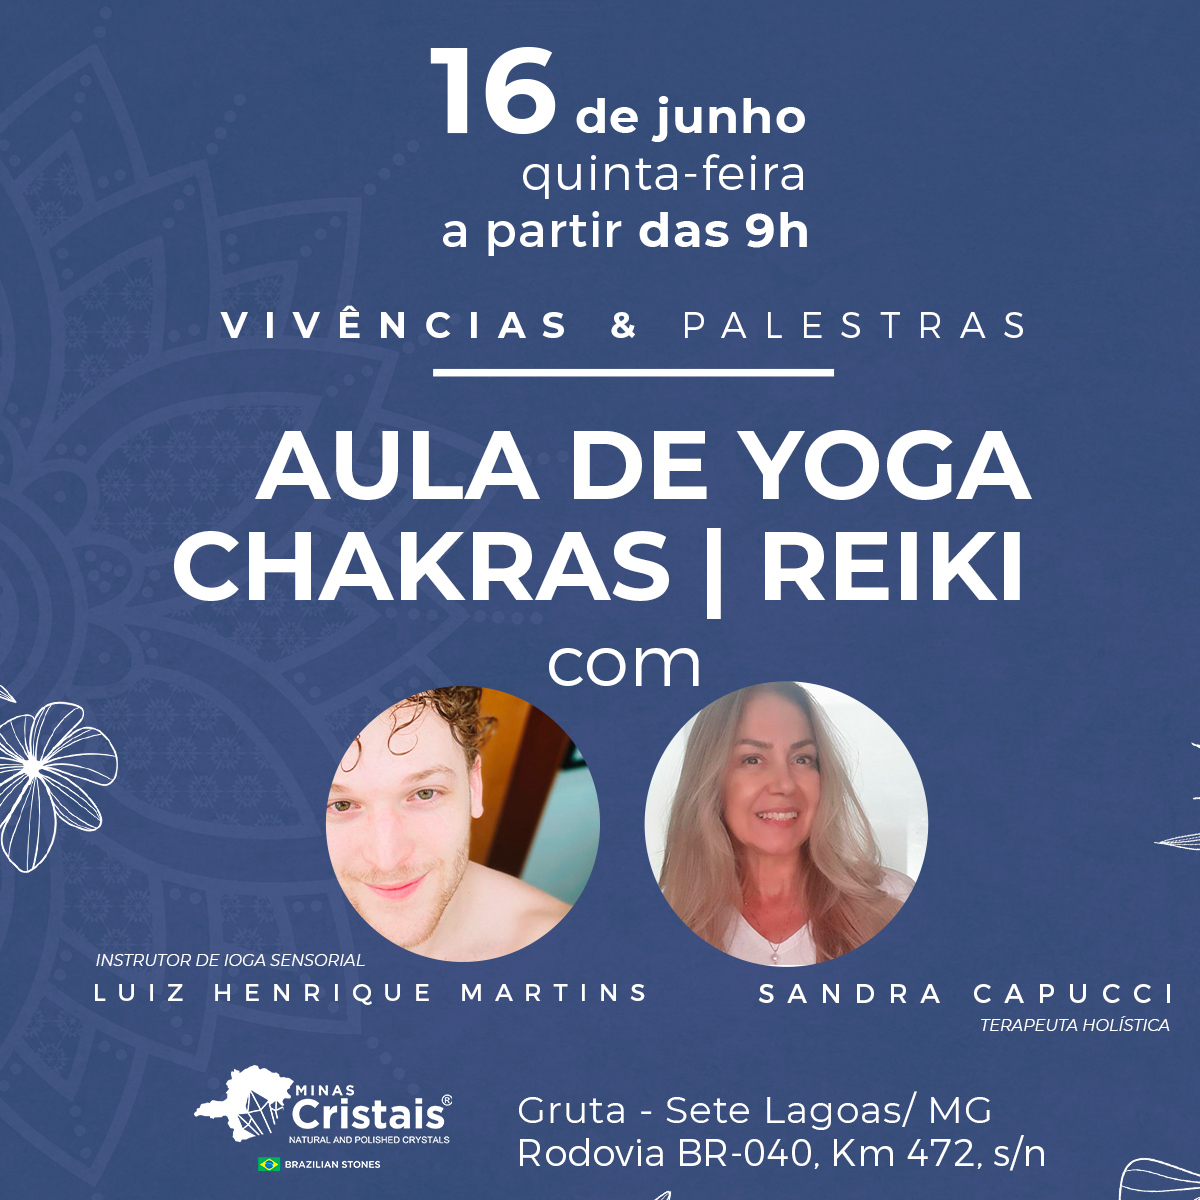 16 de junho
quinta-feira
a partir das 9h
VIVÊNCIAS & PALESTRAS
AULA DE YOGA
CHAKRAS | REIKI
com
INSTRUTOR DE IOGA SENSORIAL
LUIZ HENRIQUE MARTINS
SANDRA CAPUCCI
TERAPEUTA HOLÍSTICA
MINAS
Cristais®
NATURAL AND POLISHED CRYSTALS
BRAZILIAN STONES
Gruta - Sete Lagoas/ MG
Rodovia BR-040, Km 472, s/n